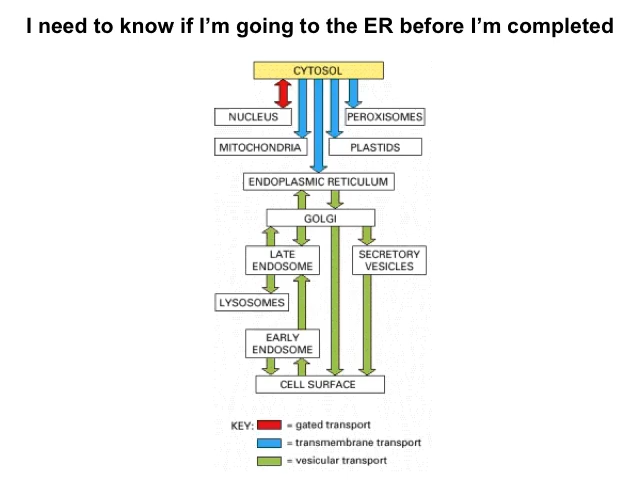 I need to know if I’m going to the ER before I’m completed
CYTOSOL
NUCLEUS
PEROXISOMES
MITOCHONDRIA
PLASTIDS
ENDOPLASMIC RETICULUM
GOLGI
LATE
ENDOSOME
SECRETORY
VESICLES
LYSOSOMES
EARLY
ENDOSOME
CELL SURFACE
KEY:
= gated transport
= transmembrane transport
= vesicular transport